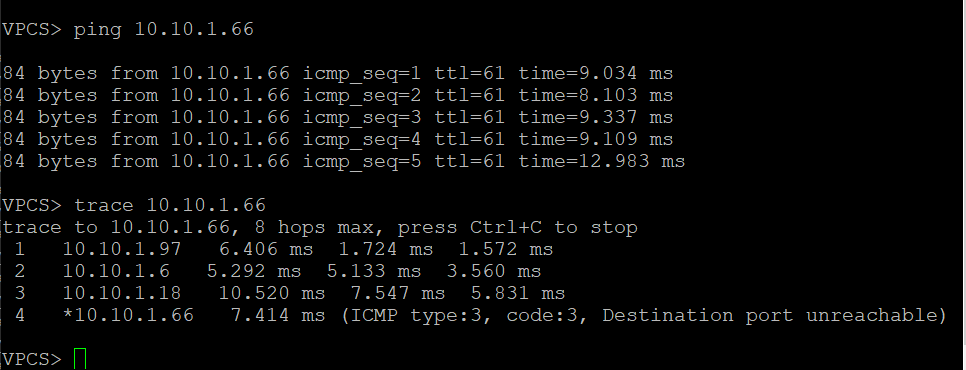 VPCS> ping 10.10.1.66
84 bytes from 10.10.1.66 icmp_seq=1 ttl=61 time=9.034 ms
84 bytes from 10.10.1.66 icmp_seq=2 ttl=61 time=8.103 ms
84 bytes from 10.10.1.66 icmp_seq=3 ttl=61 time=9.337 ms
84 bytes from 10.10.1.66 icmp_seq=4 ttl=61 time=9.109 ms
84 bytes from 10.10.1.66 icmp_seq=5 ttl=61 time=12.983 ms
VPCS> trace 10.10.1.66
trace to 10.10.1.66, 8 hops max, press Ctrl+C to stop
1   10.10.1.97   6.406 ms  1.724 ms  1.572 ms
2   10.10.1.6   5.292 ms  5.133 ms  3.560 ms
3   10.10.1.18   10.520 ms  7.547 ms  5.831 ms
4   *10.10.1.66   7.414 ms (ICMP type:3, code:3, Destination port unreachable)
VPCS>